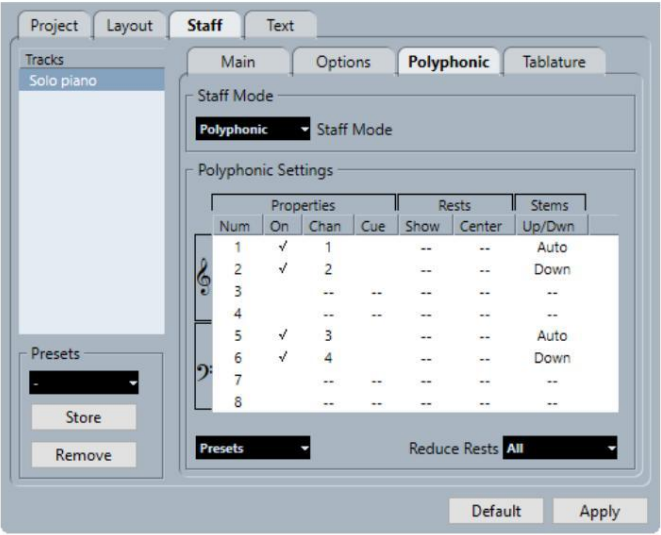 Project Layout Staff Text
Tracks
Solo piano
Main Options Polyphonic Tablature
Staff Mode
Polyphonic Staff Mode
Polyphonic Settings
Properties Rests Stems
Num On Chan Cue Show Center Up/Dwn
1 √ 1 -- -- Auto
2 √ 2 -- -- Down
3 -- -- -- -- --
4 -- -- -- -- --
5 √ 3 -- -- Auto
6 √ 4 -- -- Down
7 -- -- -- -- --
8 -- -- -- -- --
Presets
-
Store
Remove
Presets Reduce Rests All
Default Apply